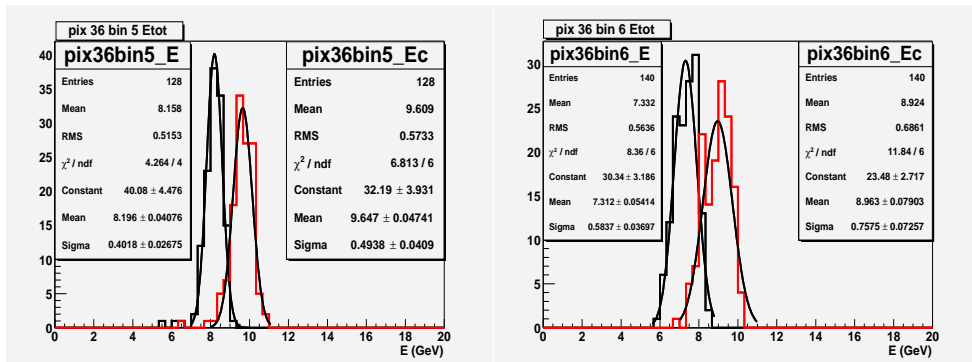 pix 36 bin 5 Etot
pix36bin5_E
Entries 128
Mean 8.158
RMS 0.5153
χ² / ndf 4.264 / 4
Constant 40.08 ± 4.476
Mean 8.196 ± 0.04076
Sigma 0.4018 ± 0.02675
pix36bin5_Ec
Entries 128
Mean 9.609
RMS 0.5733
χ² / ndf 6.813 / 6
Constant 32.19 ± 3.931
Mean 9.647 ± 0.04741
Sigma 0.4938 ± 0.0409
40
35
30
25
20
15
10
5
0
0 2 4 6 8 10 12 14 16 18 20
E (GeV)
pix 36 bin 6 Etot
pix36bin6_E
Entries 140
Mean 7.332
RMS 0.5636
χ² / ndf 8.36 / 6
Constant 30.34 ± 3.186
Mean 7.312 ± 0.05414
Sigma 0.5837 ± 0.03697
pix36bin6_Ec
Entries 140
Mean 8.924
RMS 0.6861
χ² / ndf 11.84 / 6
Constant 23.48 ± 2.717
Mean 8.963 ± 0.07903
Sigma 0.7575 ± 0.07257
30
25
20
15
10
5
0
0 2 4 6 8 10 12 14 16 18 20
E (GeV)